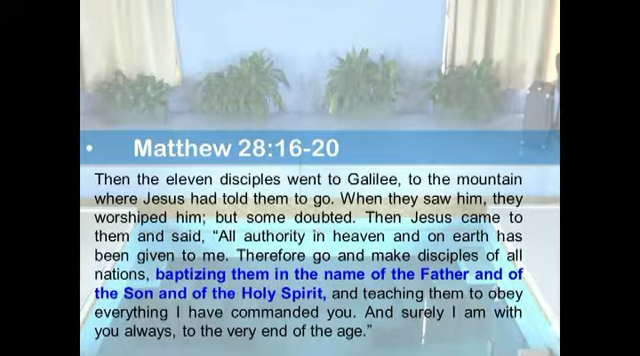 • Matthew 28:16-20
Then the eleven disciples went to Galilee, to the mountain
where Jesus had told them to go. When they saw him, they
worshiped him; but some doubted. Then Jesus came to
them and said, “All authority in heaven and on earth has
been given to me. Therefore go and make disciples of all
nations, baptizing them in the name of the Father and of
the Son and of the Holy Spirit, and teaching them to obey
everything I have commanded you. And surely I am with
you always, to the very end of the age.”